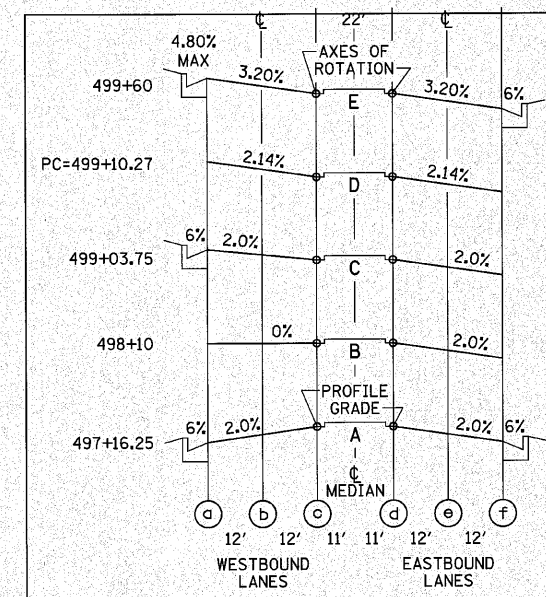 ℄ 22' ℄
4.80% MAX
AXES OF ROTATION
3.20%
3.20%
499+60
6%
E
PC=499+10.27
2.14%
2.14%
D
6%
2.0%
2.0%
499+03.75
C
0%
2.0%
498+10
B
PROFILE GRADE
6%
2.0%
2.0%
6%
497+16.25
A
℄
MEDIAN
a b c d e f
12' 12' 11' 11' 12' 12'
WESTBOUND LANES
EASTBOUND LANES